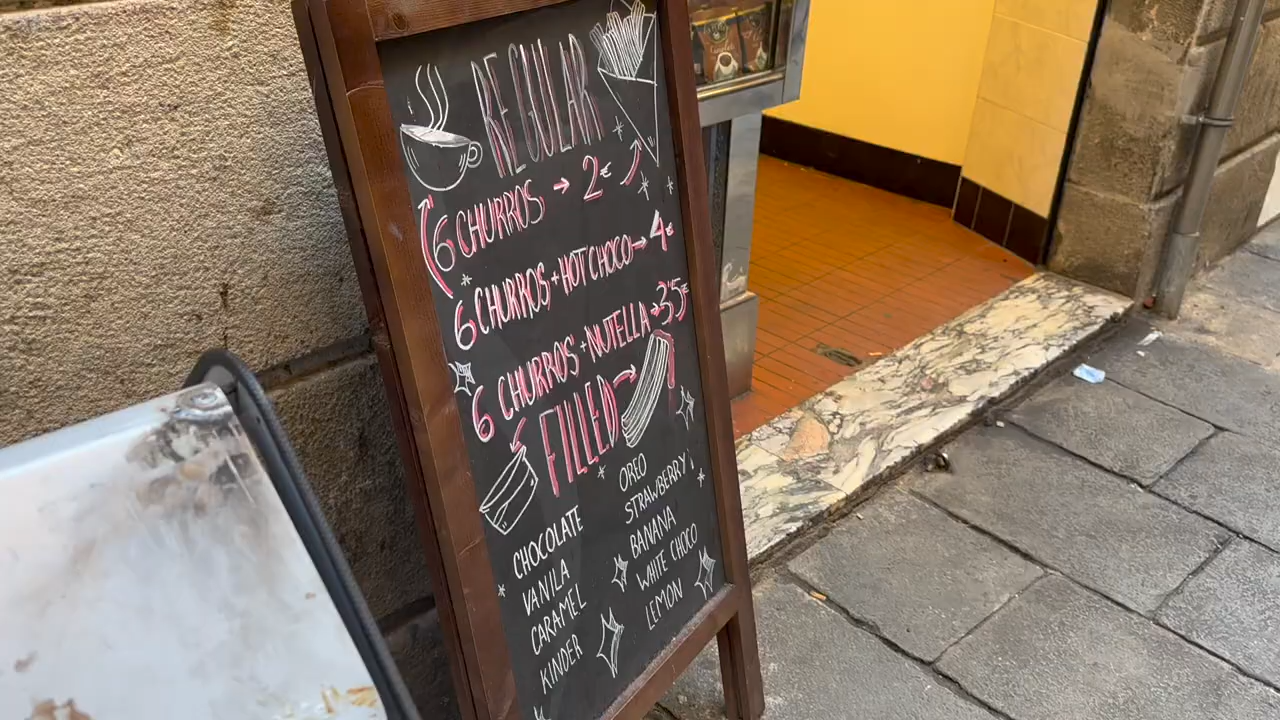 REGULAR
6 CHURROS → 2€
6 CHURROS + HOT CHOCO → 4€
6 CHURROS + NUTELLA → 3'5€
FILLED
CHOCOLATE
VANILA
CARAMEL
KINDER
OREO
STRAWBERRY
BANANA
WHITE CHOCO
LEMON